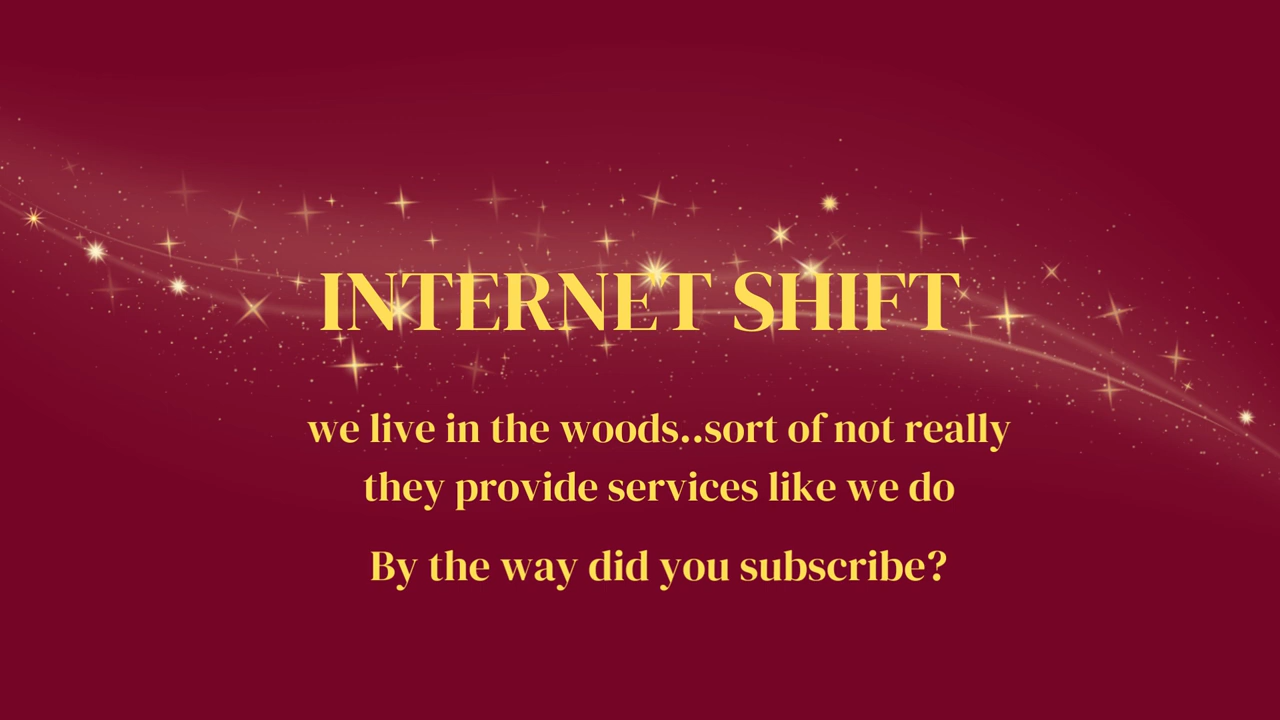 INTERNET SHIFT
we live in the woods..sort of not really
they provide services like we do
By the way did you subscribe?